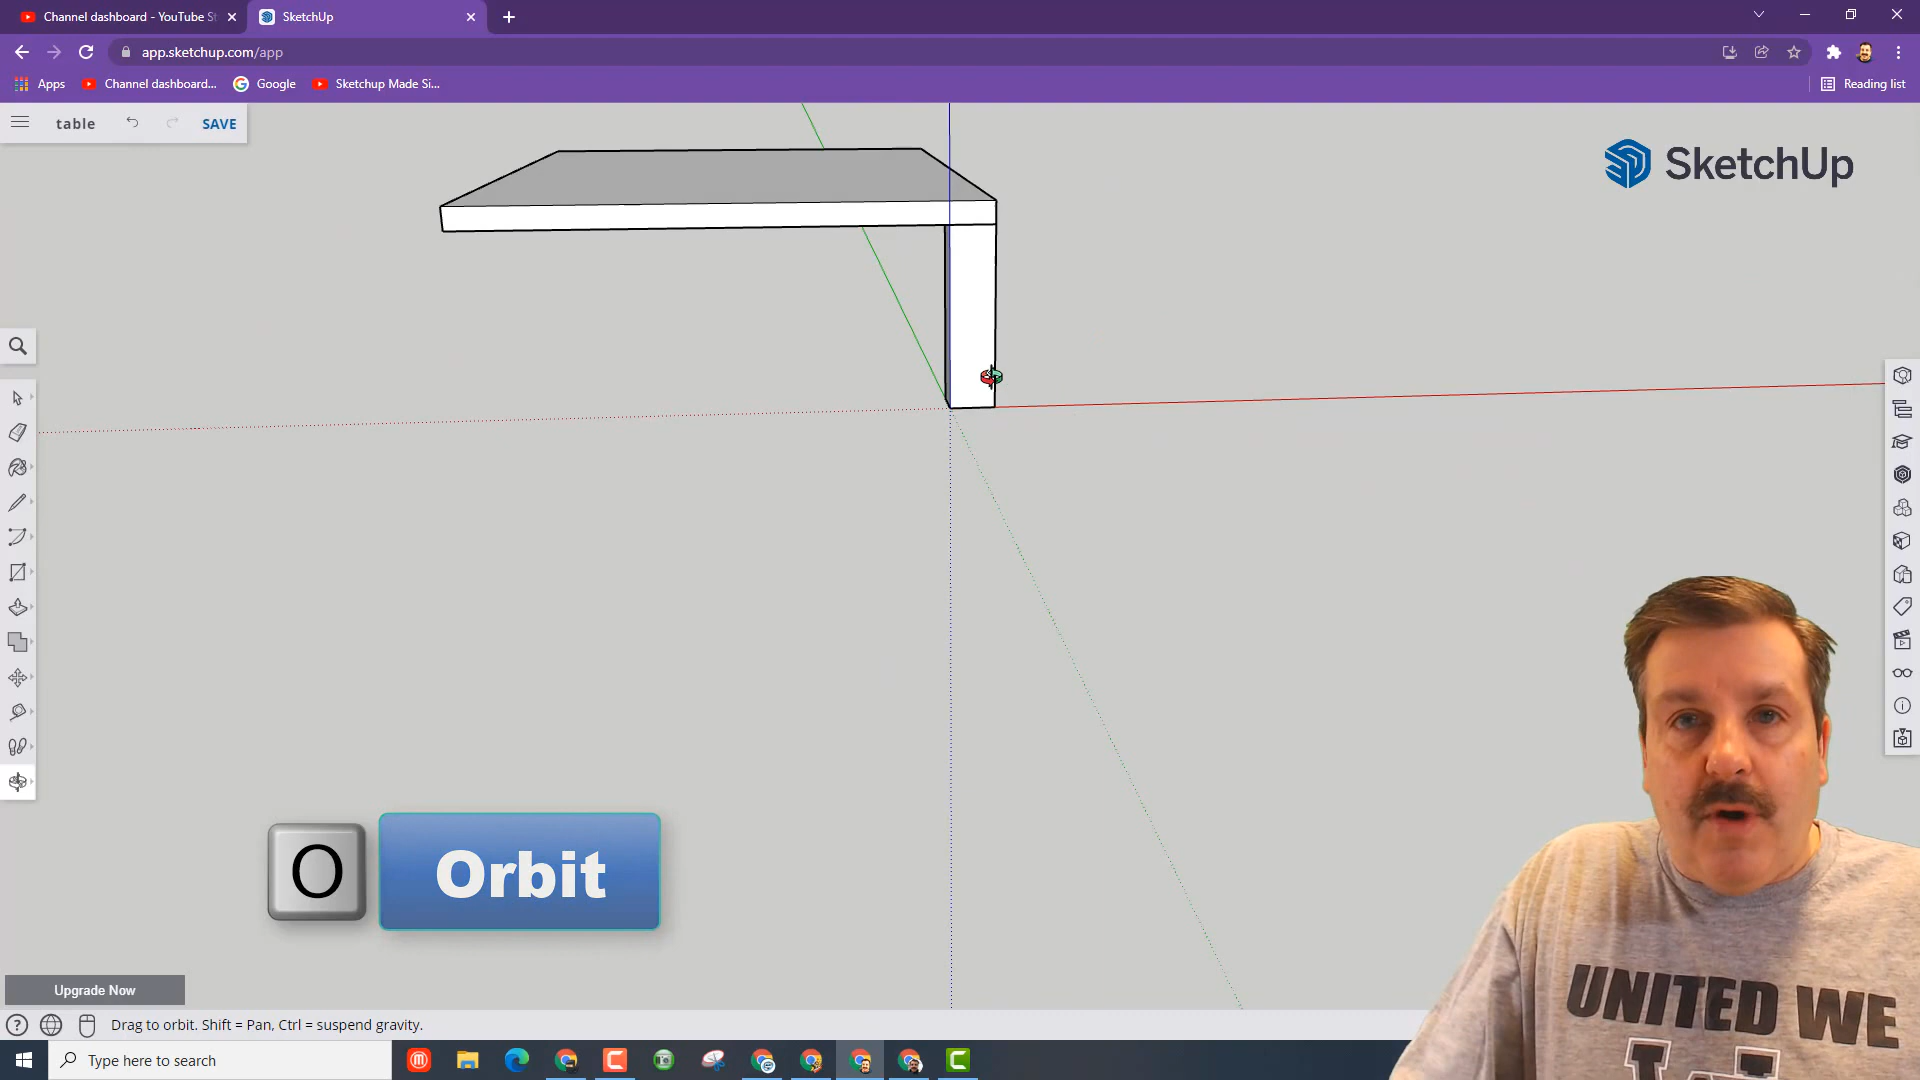 Channel dashboard - YouTube St
SketchUp
app.sketchup.com/app
Apps
Channel dashboard...
Google
Sketchup Made Si...
Reading list
table
SAVE
SketchUp
O
Orbit
Upgrade Now
Drag to orbit. Shift = Pan, Ctrl = suspend gravity.
UNITED WE
Type here to search